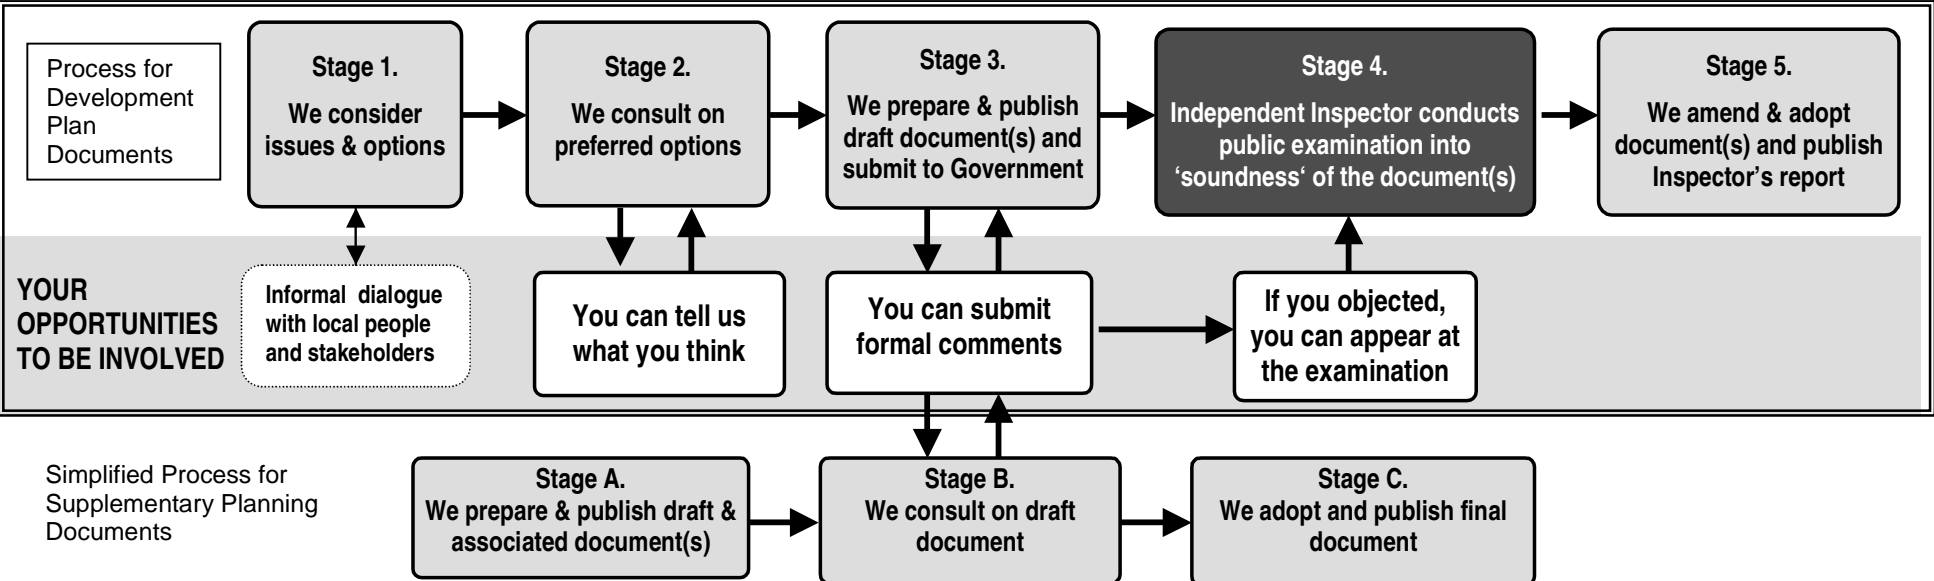 Process for
Development
Plan
Documents
Stage 1.
We consider
issues & options
Stage 2.
We consult on
preferred options
Stage 3.
We prepare & publish
draft document(s) and
submit to Government
Stage 4.
Independent Inspector conducts
public examination into
‘soundness‘ of the document(s)
Stage 5.
We amend & adopt
document(s) and publish
Inspector’s report
YOUR
OPPORTUNITIES
TO BE INVOLVED
Informal dialogue
with local people
and stakeholders
You can tell us
what you think
You can submit
formal comments
If you objected,
you can appear at
the examination
Simplified Process for
Supplementary Planning
Documents
Stage A.
We prepare & publish draft &
associated document(s)
Stage B.
We consult on draft
document
Stage C.
We adopt and publish final
document